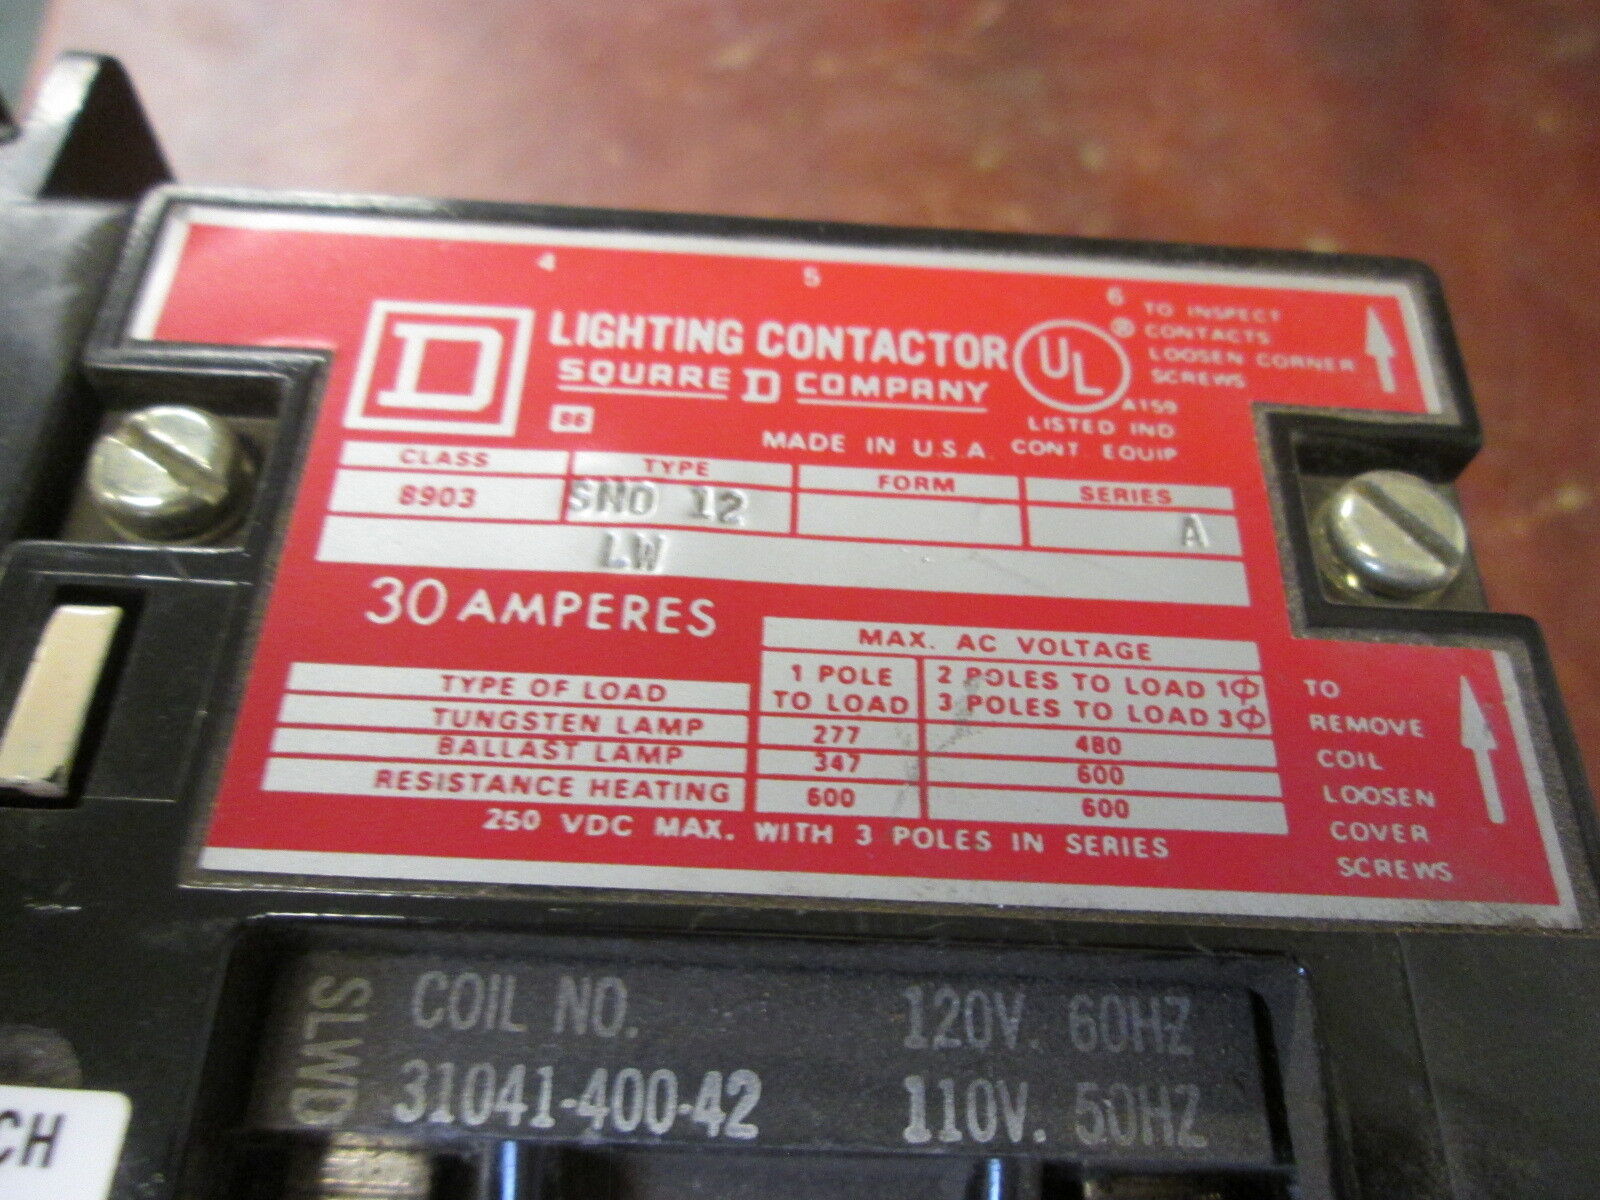 4 5 6
D
LIGHTING CONTACTOR
SQUARE D COMPANY
86
UL ®
A159
LISTED IND.
CONT. EQUIP
MADE IN U.S.A.
TO INSPECT
CONTACTS
LOOSEN CORNER
SCREWS
CLASS TYPE FORM SERIES
8903 SMO 12 A
LW
30 AMPERES
MAX. AC VOLTAGE
TYPE OF LOAD
1 POLE
TO LOAD
2 POLES TO LOAD 1Φ
3 POLES TO LOAD 3Φ
TUNGSTEN LAMP 277 480
BALLAST LAMP 347 600
RESISTANCE HEATING 600 600
250 VDC MAX. WITH 3 POLES IN SERIES
TO
REMOVE
COIL
LOOSEN
COVER
SCREWS
SLWD
COIL NO. 120V. 60HZ
31041-400-42 110V. 50HZ
CH